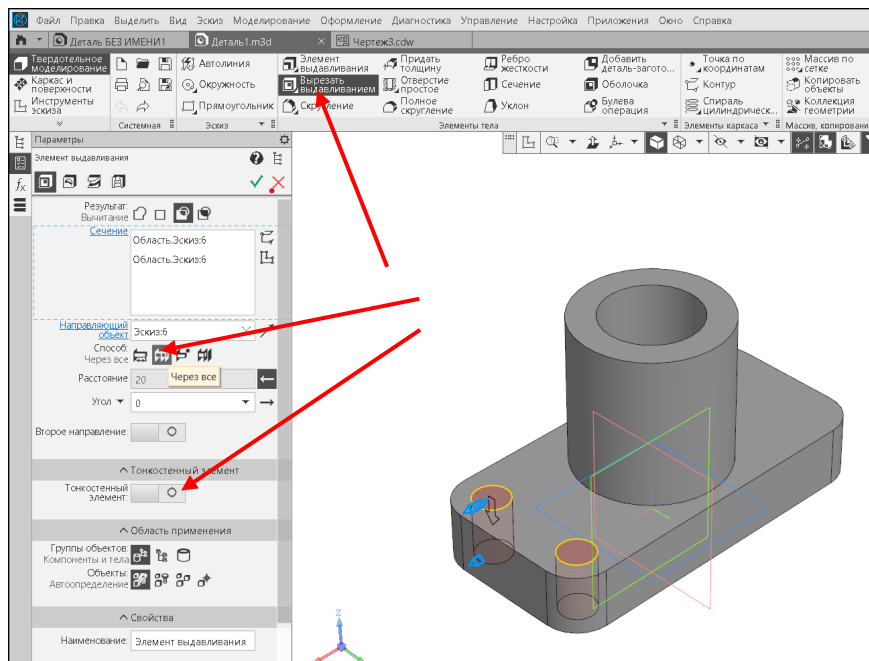 Файл Правка Выделить Вид Эскиз Моделирование Оформление Диагностика Управление Настройка Приложения Окно Справка
Деталь БЕЗ ИМЕНИ1 Деталь1.m3d × Чертеж3.cdw
Твердотельное моделирование
Каркас и поверхности
Инструменты эскиза
Системная
Автолиния
Окружность
Прямоугольник
Эскиз
Элемент выдавливания
Вырезать выдавливанием
Скругление
Придать толщину
Отверстие простое
Полное скругление
Ребро жесткости
Сечение
Уклон
Добавить деталь-загото...
Оболочка
Булева операция
Элементы тела
Точка по координатам
Контур
Спираль цилиндрическ...
Элементы каркаса
Массив по сетке
Копировать объекты
Коллекция геометрии
Массив, копирован
Параметры
Элемент выдавливания
fx
Результат:
Вычитание
Сечение
Область.Эскиз:6
Область.Эскиз:6
Направляющий объект Эскиз:6
Способ:
Через все
Через все
Расстояние 20
Угол 0
Второе направление:
Тонкостенный элемент
Тонкостенный элемент:
Область применения
Группы объектов:
Компоненты и тела
Объекты:
Автоопределение
Свойства
Наименование: Элемент выдавливания
Z